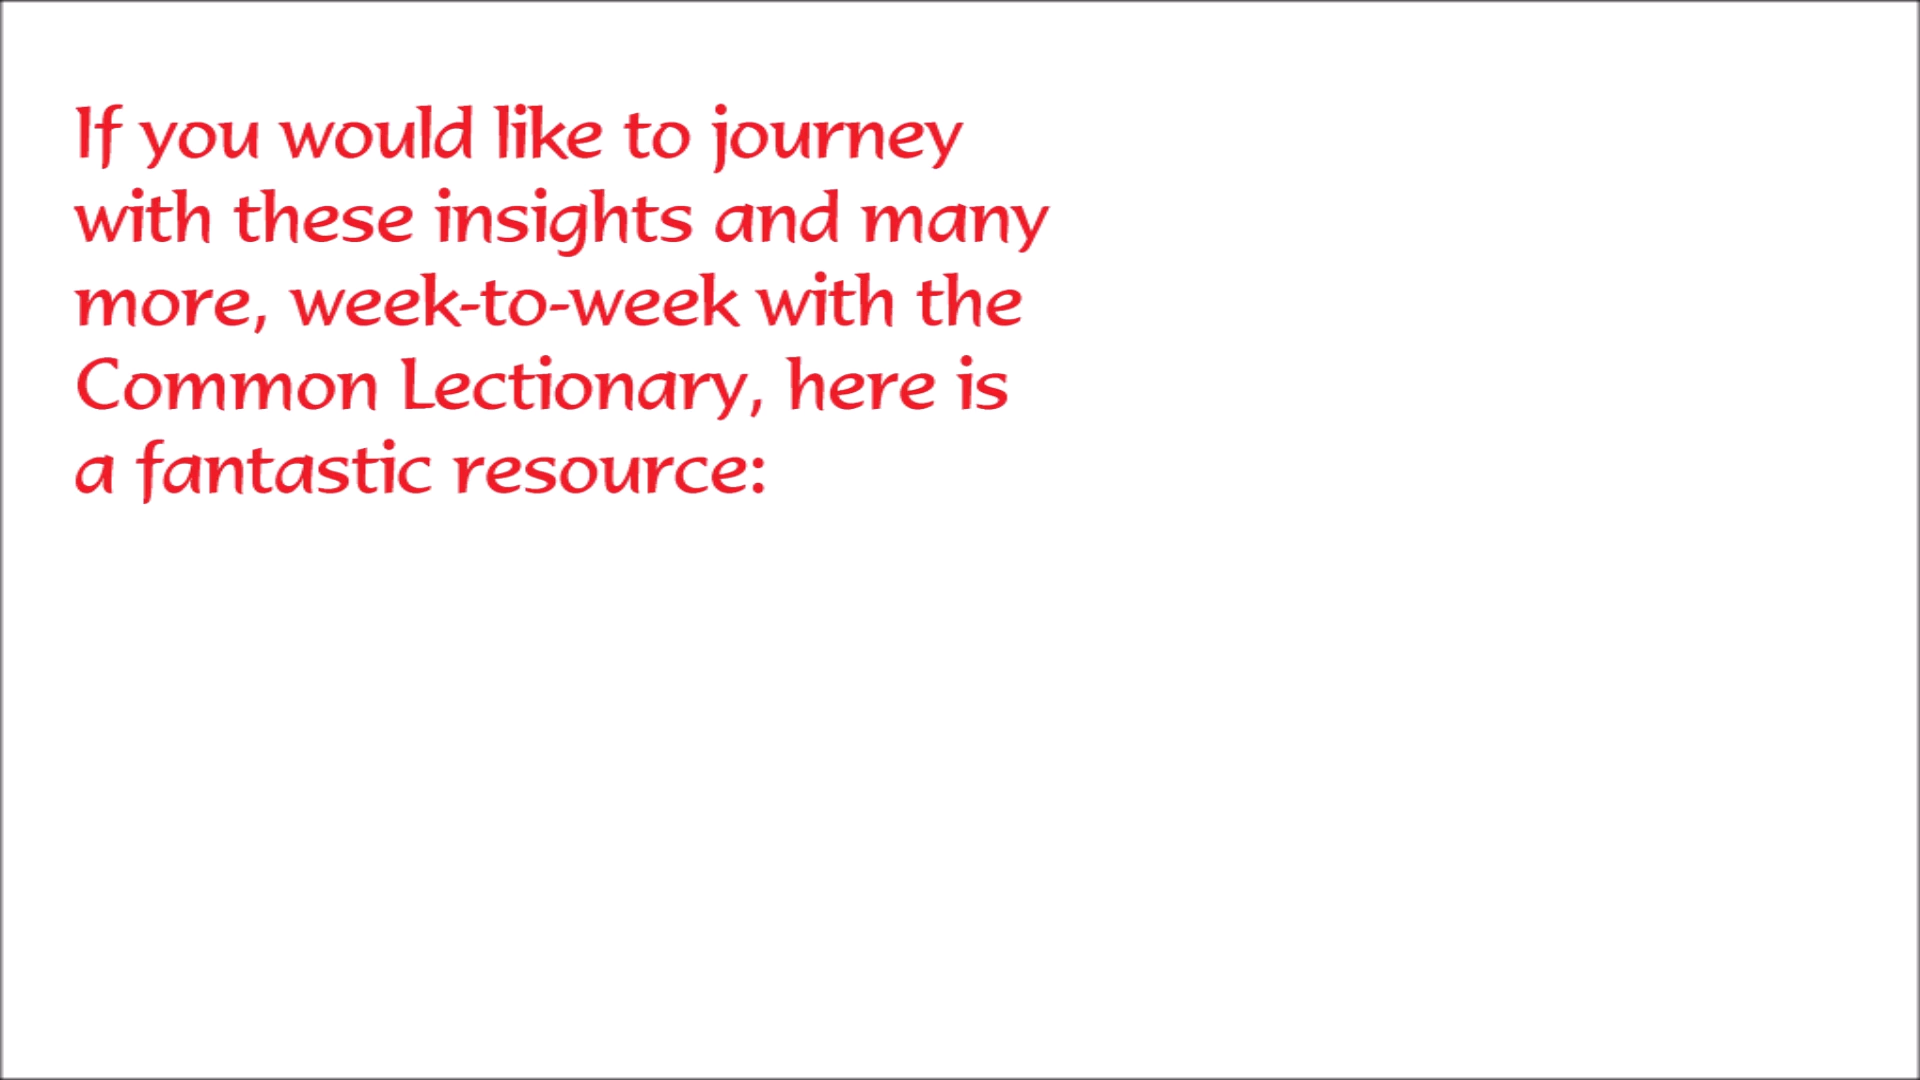 If you would like to journey
with these insights and many
more, week-to-week with the
Common Lectionary, here is
a fantastic resource: